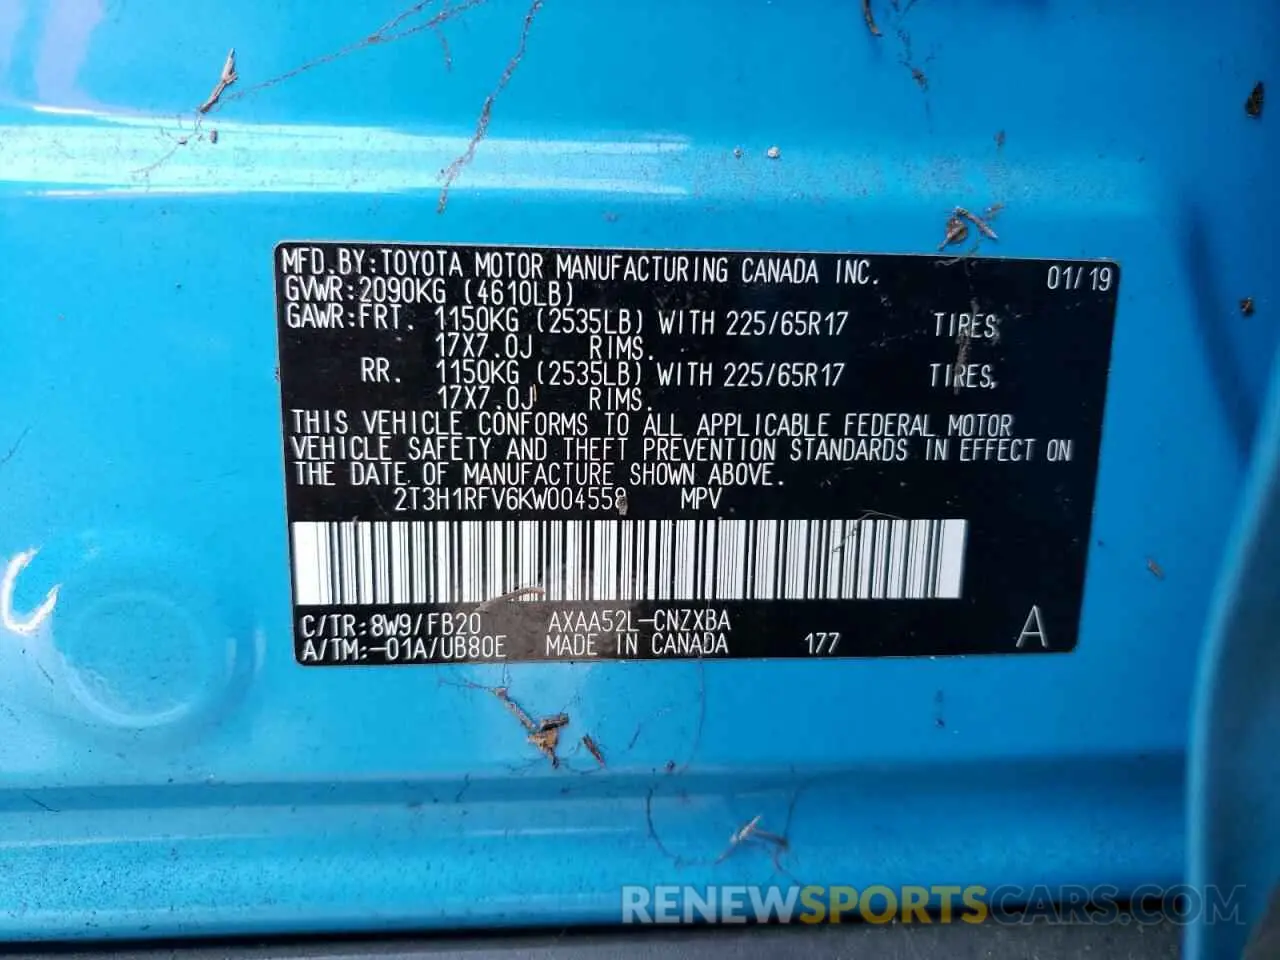 MFD.BY:TOYOTA MOTOR MANUFACTURING CANADA INC. 01/19
GVWR:2090KG (4610LB)
GAWR:FRT. 1150KG (2535LB) WITH 225/65R17 TIRES,
17X7.0J RIMS.
RR. 1150KG (2535LB) WITH 225/65R17 TIRES,
17X7.0J RIMS.
THIS VEHICLE CONFORMS TO ALL APPLICABLE FEDERAL MOTOR
VEHICLE SAFETY AND THEFT PREVENTION STANDARDS IN EFFECT ON
THE DATE OF MANUFACTURE SHOWN ABOVE.
2T3H1RFV6KW004558 MPV
C/TR:8W9/FB20 AXAA52L-CNZXBA
A/TM:-01A/UB80E MADE IN CANADA 177 A
RENEWSPORTSCARS.COM